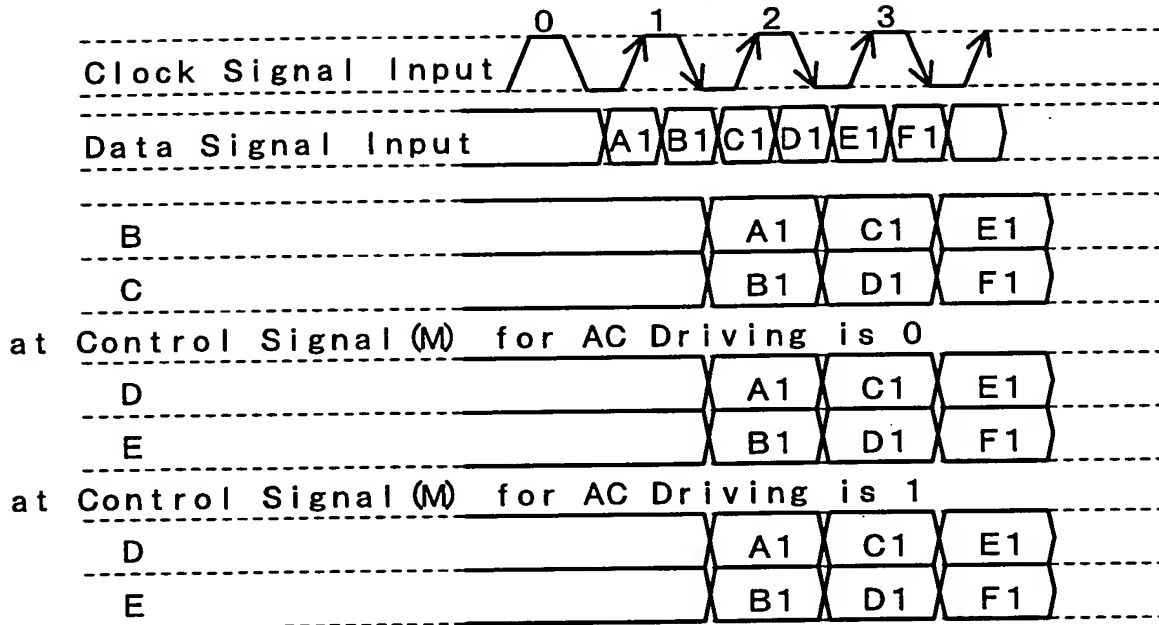 0 1 2 3
Clock Signal Input
Data Signal Input A1 B1 C1 D1 E1 F1
B A1 C1 E1
C B1 D1 F1
at Control Signal(M) for AC Driving is 0
D A1 C1 E1
E B1 D1 F1
at Control Signal(M) for AC Driving is 1
D A1 C1 E1
E B1 D1 F1